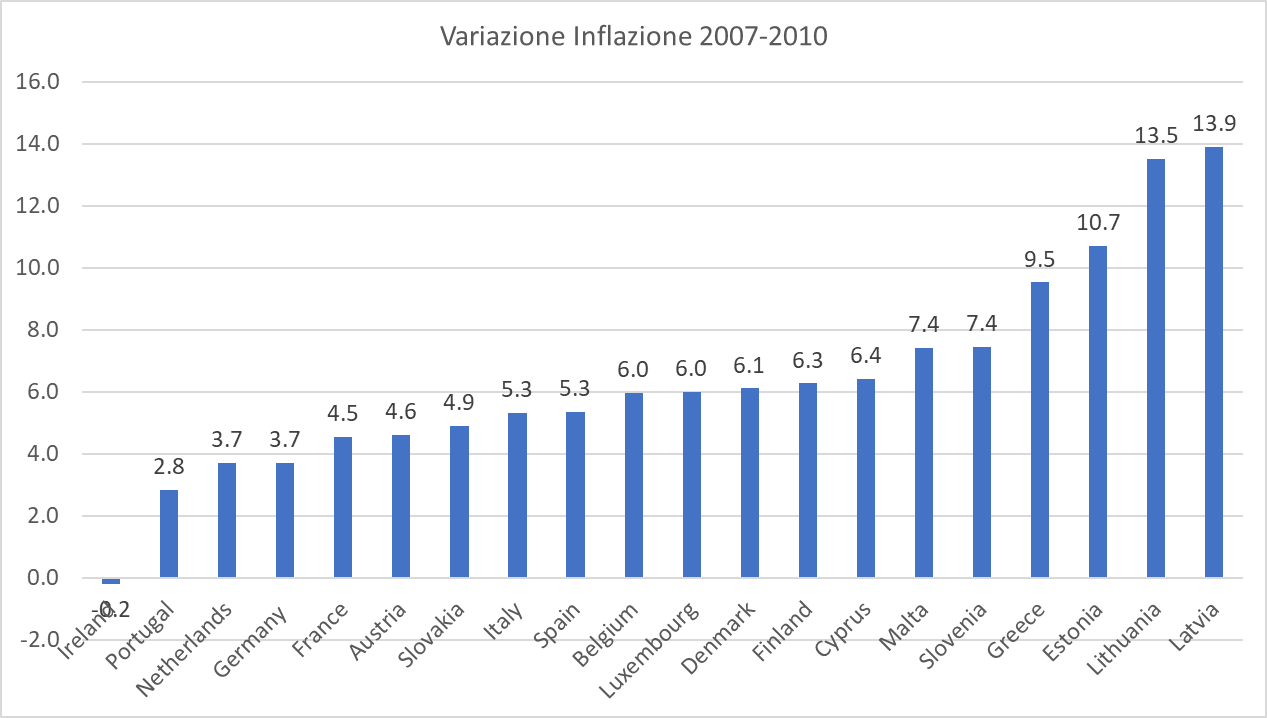 Variazione Inflazione 2007-2010
16.0
14.0
12.0
10.0
8.0
6.0
4.0
2.0
0.0
-2.0
-0.2
2.8
3.7
3.7
4.5
4.6
4.9
5.3
5.3
6.0
6.0
6.1
6.3
6.4
7.4
7.4
9.5
10.7
13.5
13.9
Ireland
Portugal
Netherlands
Germany
France
Austria
Slovakia
Italy
Spain
Belgium
Luxembourg
Denmark
Finland
Cyprus
Malta
Slovenia
Greece
Estonia
Lithuania
Latvia